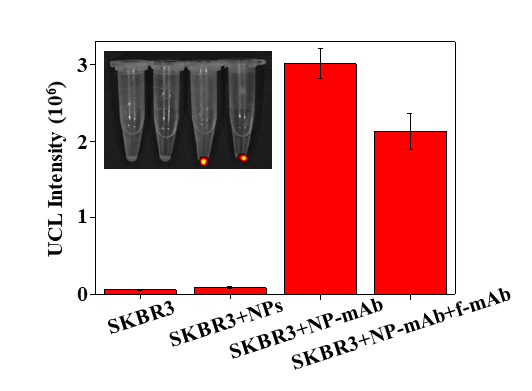 UCL Intensity (10⁶)
3
2
1
0
SKBR3
SKBR3+NPs
SKBR3+NP-mAb
SKBR3+NP-mAb+f-mAb